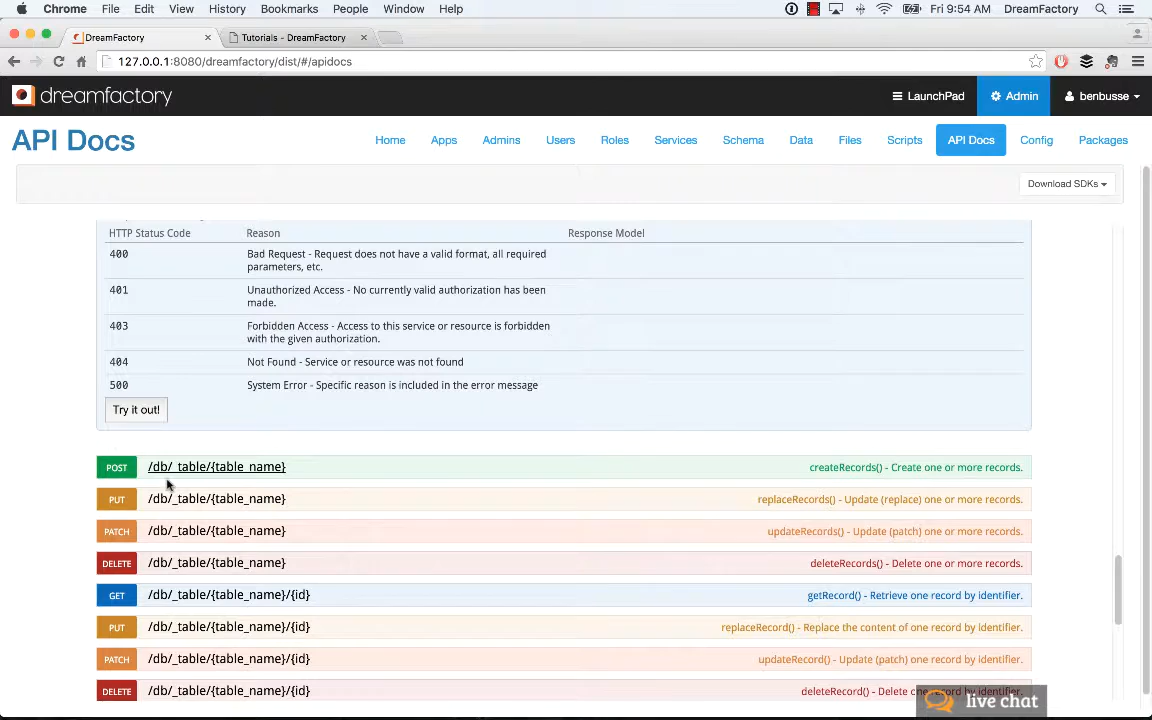 Chrome File Edit View History Bookmarks People Window Help Fri 9:54 AM DreamFactory
DreamFactory × Tutorials - DreamFactory ×
127.0.0.1:8080/dreamfactory/dist/#/apidocs
dreamfactory LaunchPad Admin benbusse
API Docs Home Apps Admins Users Roles Services Schema Data Files Scripts API Docs Config Packages
Download SDKs
HTTP Status Code Reason Response Model
400 Bad Request - Request does not have a valid format, all required
parameters, etc.
401 Unauthorized Access - No currently valid authorization has been
made.
403 Forbidden Access - Access to this service or resource is forbidden
with the given authorization.
404 Not Found - Service or resource was not found
500 System Error - Specific reason is included in the error message
Try it out!
POST /db/_table/{table_name} createRecords() - Create one or more records.
PUT /db/_table/{table_name} replaceRecords() - Update (replace) one or more records.
PATCH /db/_table/{table_name} updateRecords() - Update (patch) one or more records.
DELETE /db/_table/{table_name} deleteRecords() - Delete one or more records.
GET /db/_table/{table_name}/{id} getRecord() - Retrieve one record by identifier.
PUT /db/_table/{table_name}/{id} replaceRecord() - Replace the content of one record by identifier.
PATCH /db/_table/{table_name}/{id} updateRecord() - Update (patch) one record by identifier.
DELETE /db/_table/{table_name}/{id} deleteRecord() - Delete one record by identifier.
live chat